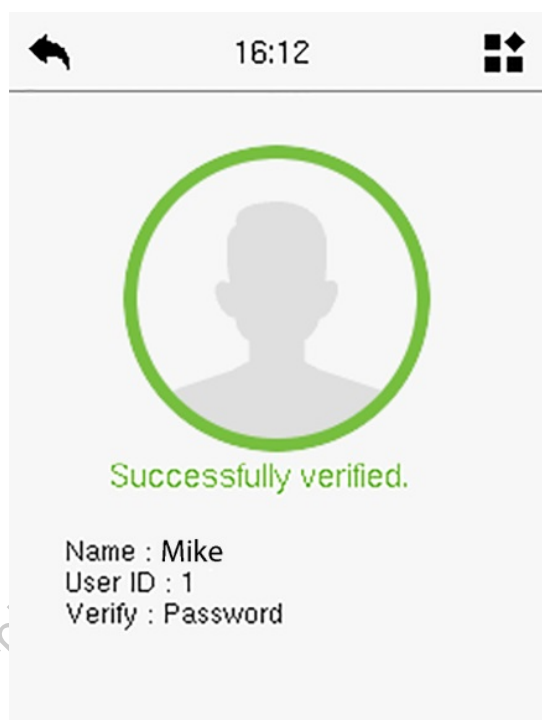 16:12
Successfully verified.
Name : Mike
User ID : 1
Verify : Password